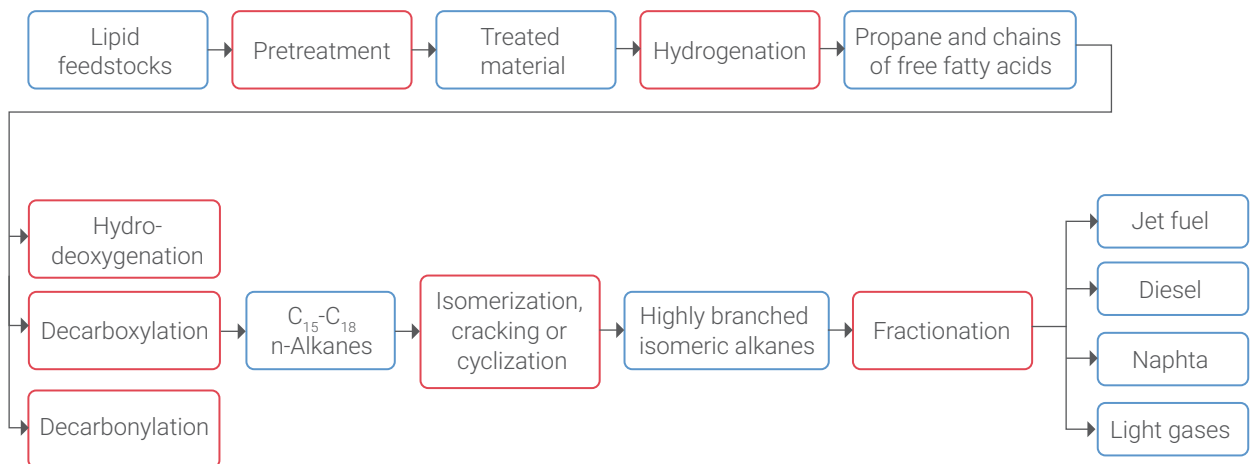 Lipid
feedstocks
Pretreatment
Treated
material
Hydrogenation
Propane and chains
of free fatty acids
Hydro-
deoxygenation
Decarboxylation
C₁₅-C₁₈
n-Alkanes
Isomerization,
cracking or
cyclization
Highly branched
isomeric alkanes
Fractionation
Decarbonylation
Jet fuel
Diesel
Naphta
Light gases